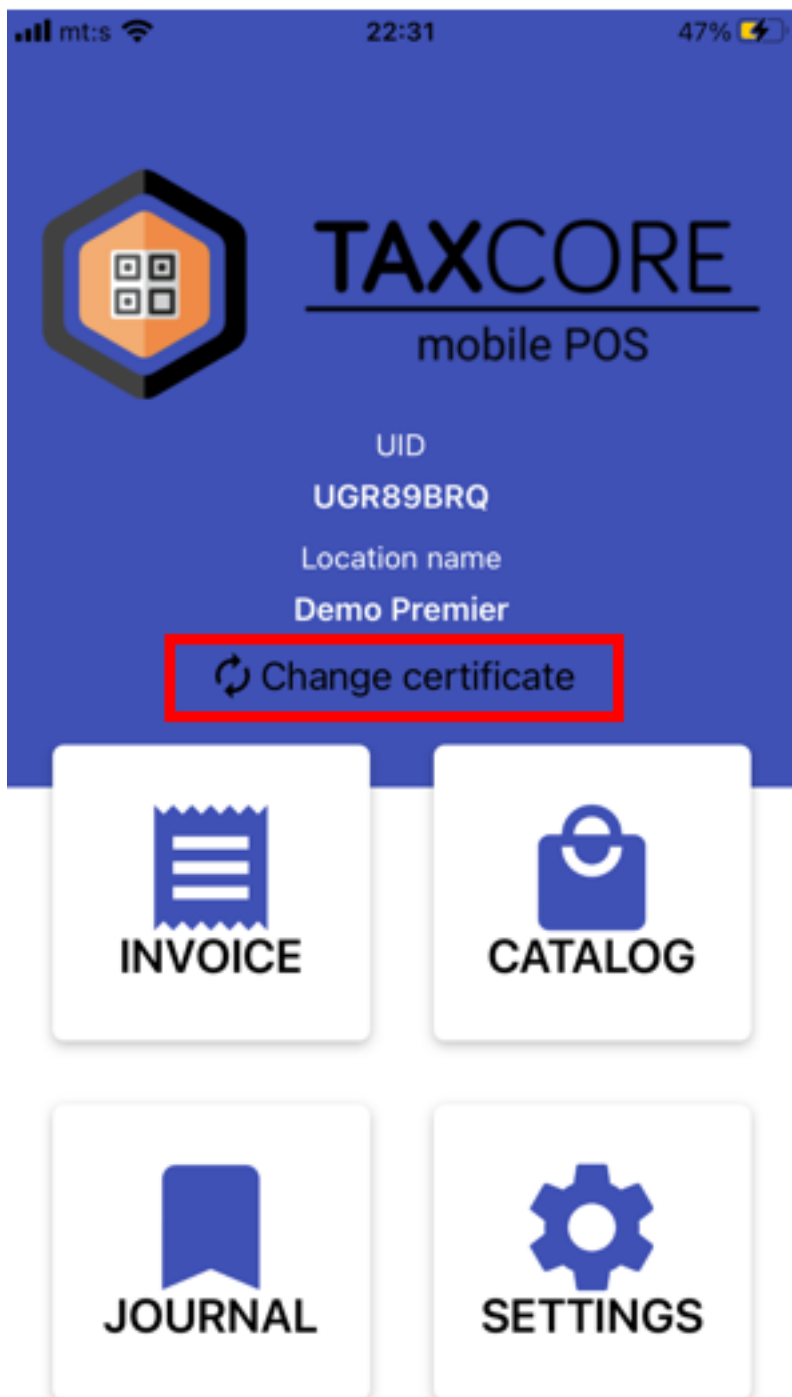 mt:s 22:31 47%
TAXCORE
mobile POS
UID
UGR89BRQ
Location name
Demo Premier
Change certificate
INVOICE CATALOG
JOURNAL SETTINGS